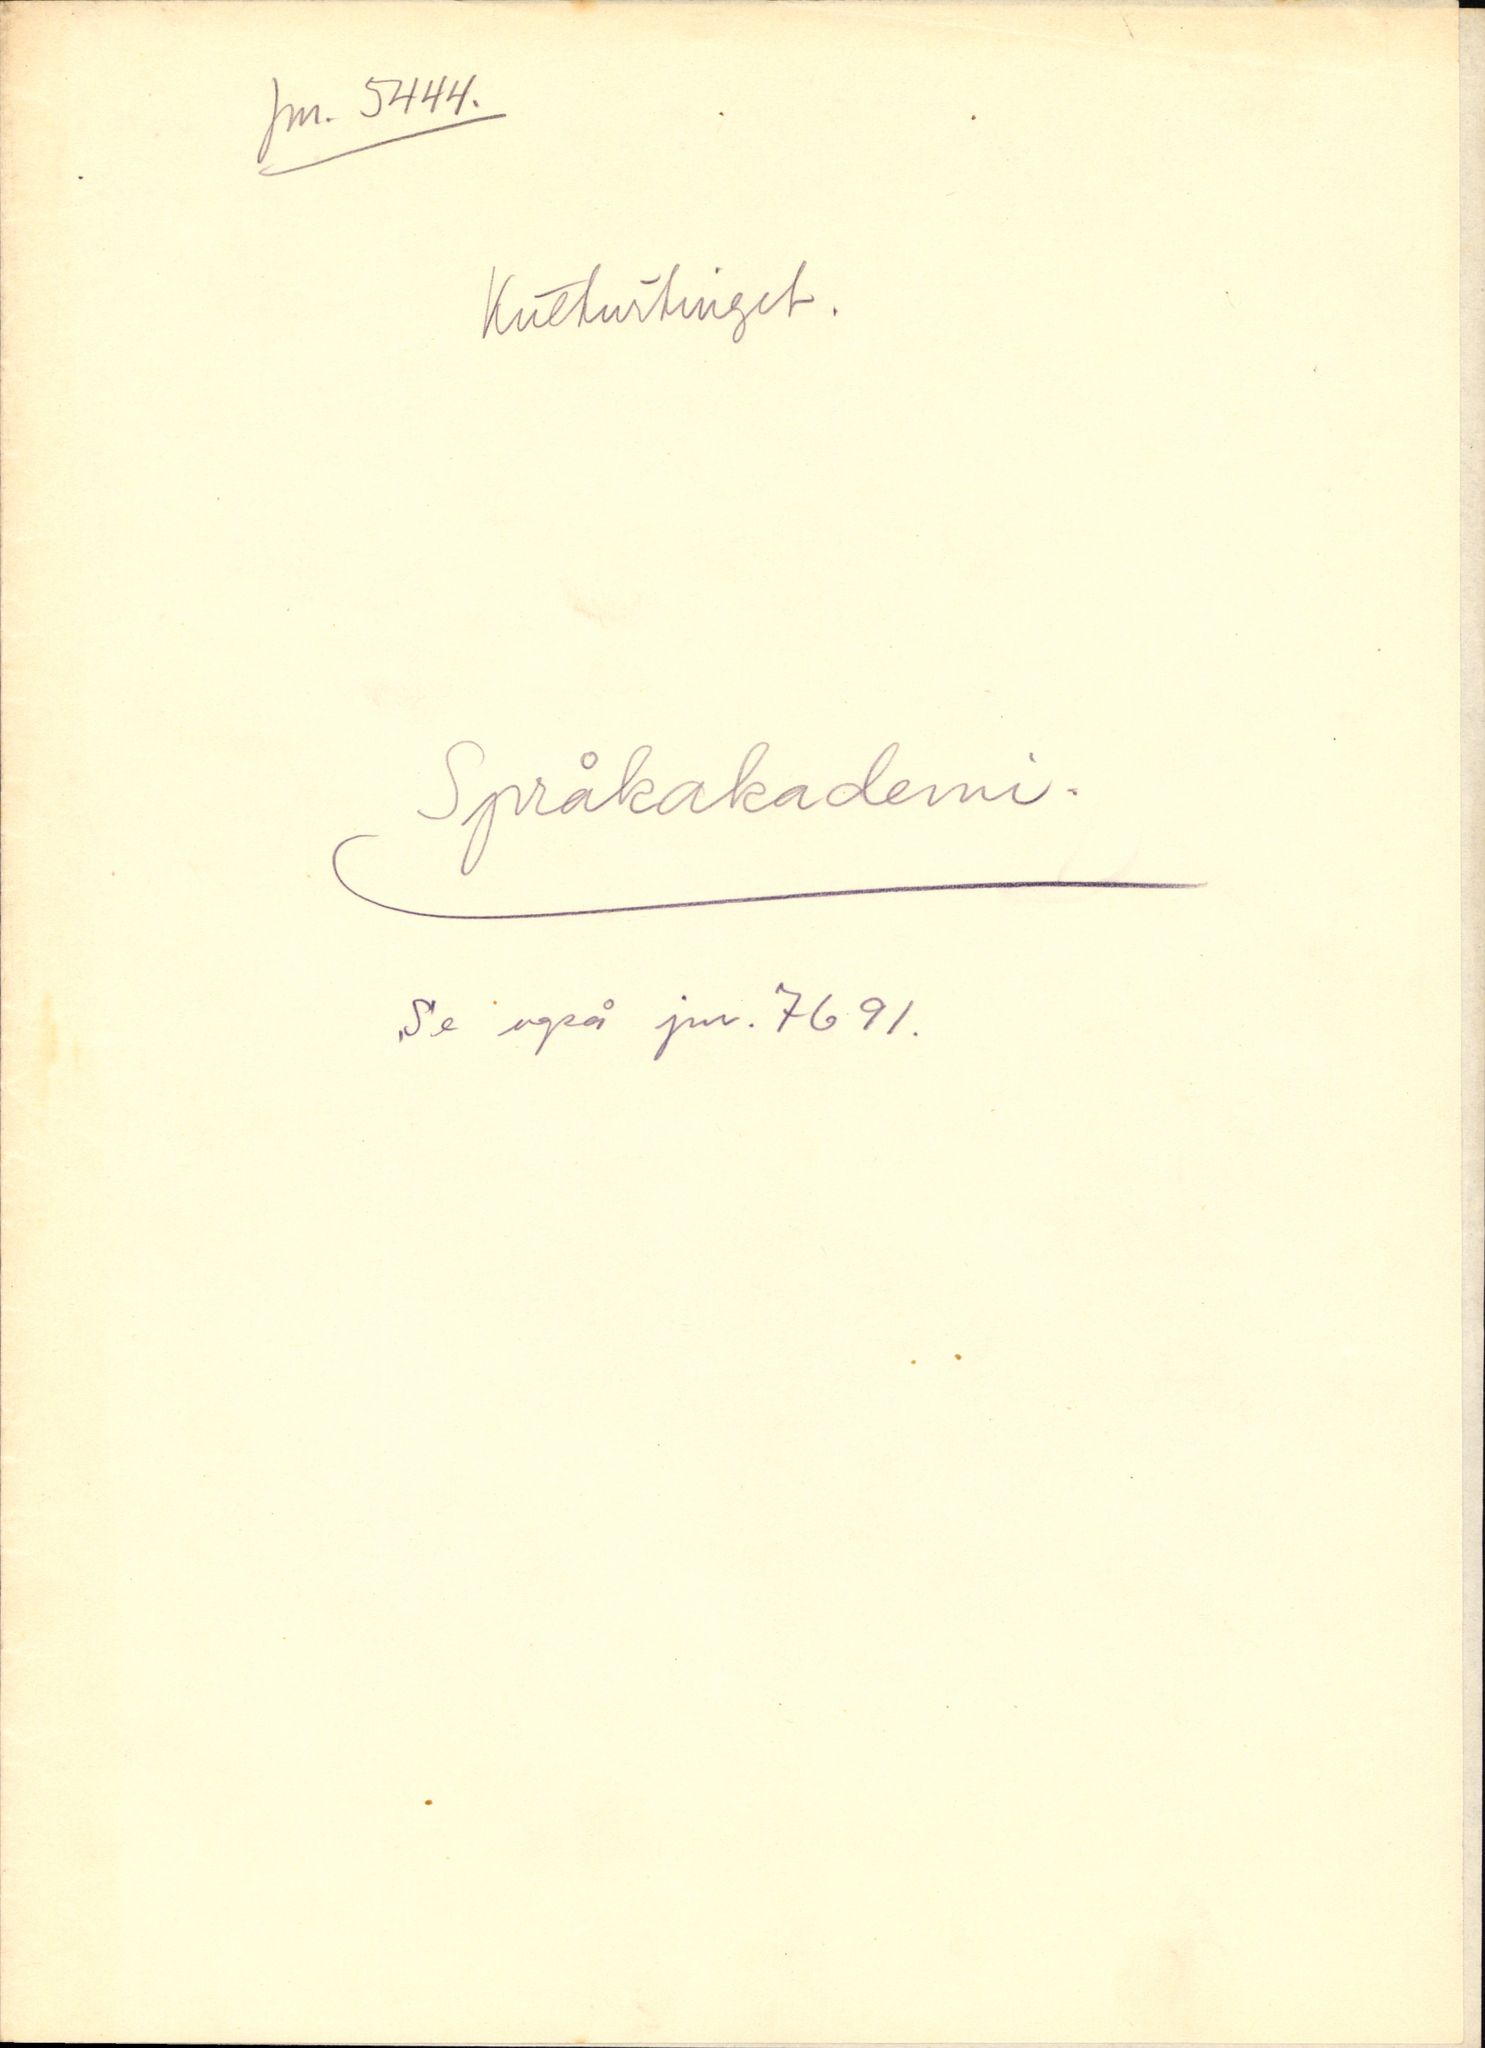 jnr. 5444.
Kulturtinget.
Språkakademi.
Se også jnr. 7691.